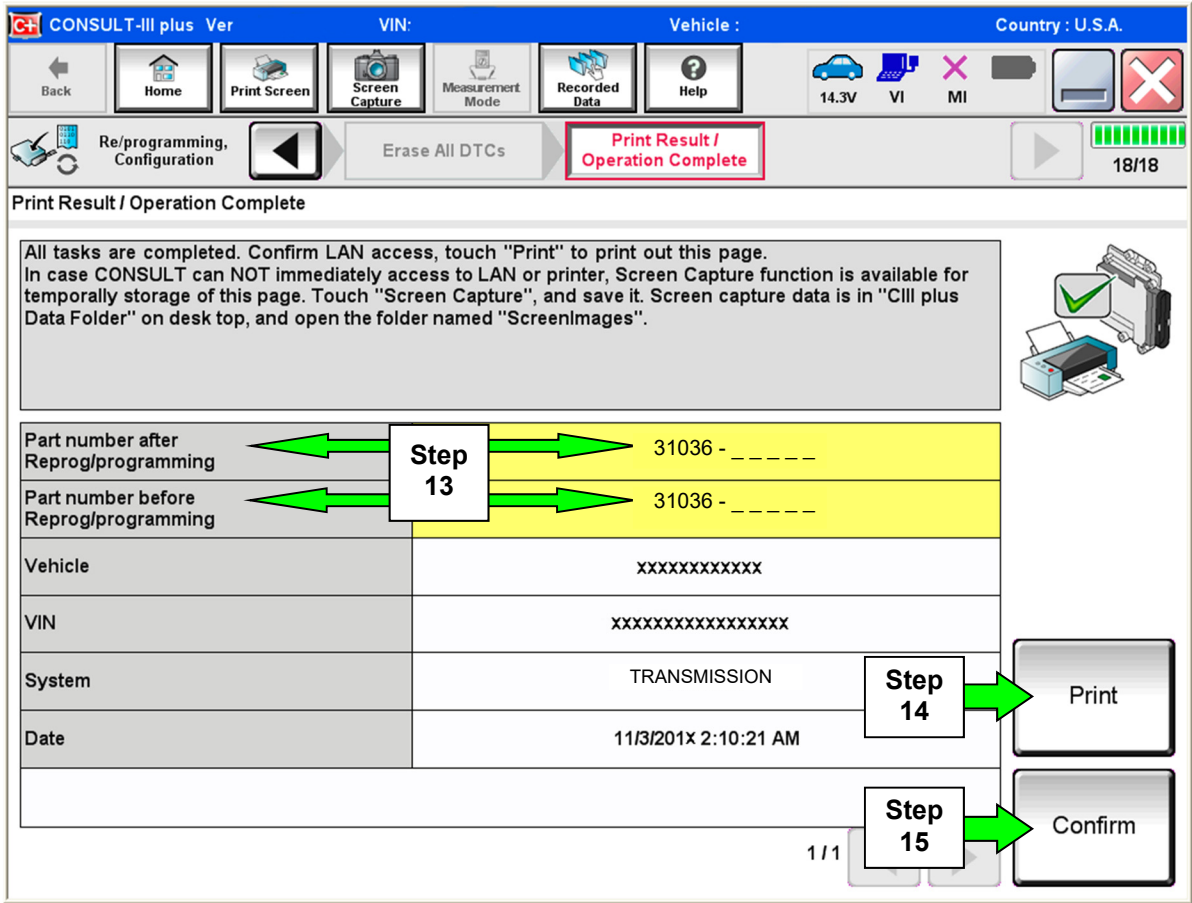 C+ CONSULT-III plus Ver VIN: Vehicle : Country : U.S.A.
Back
Home
Print Screen
Screen
Capture
Measurement
Mode
Recorded
Data
Help
14.3V
VI
MI
Re/programming,
Configuration
Erase All DTCs
Print Result /
Operation Complete
18/18
Print Result / Operation Complete
All tasks are completed. Confirm LAN access, touch "Print" to print out this page.
In case CONSULT can NOT immediately access to LAN or printer, Screen Capture function is available for
temporally storage of this page. Touch "Screen Capture", and save it. Screen capture data is in "CIII plus
Data Folder" on desk top, and open the folder named "ScreenImages".
Part number after
Reprog/programming
31036 - _ _ _ _ _
Step
13
Part number before
Reprog/programming
31036 - _ _ _ _ _
Vehicle
xxxxxxxxxxxx
VIN
xxxxxxxxxxxxxxxxx
System
TRANSMISSION
Step
14
Print
Date
11/3/201X 2:10:21 AM
Step
15
Confirm
1/1